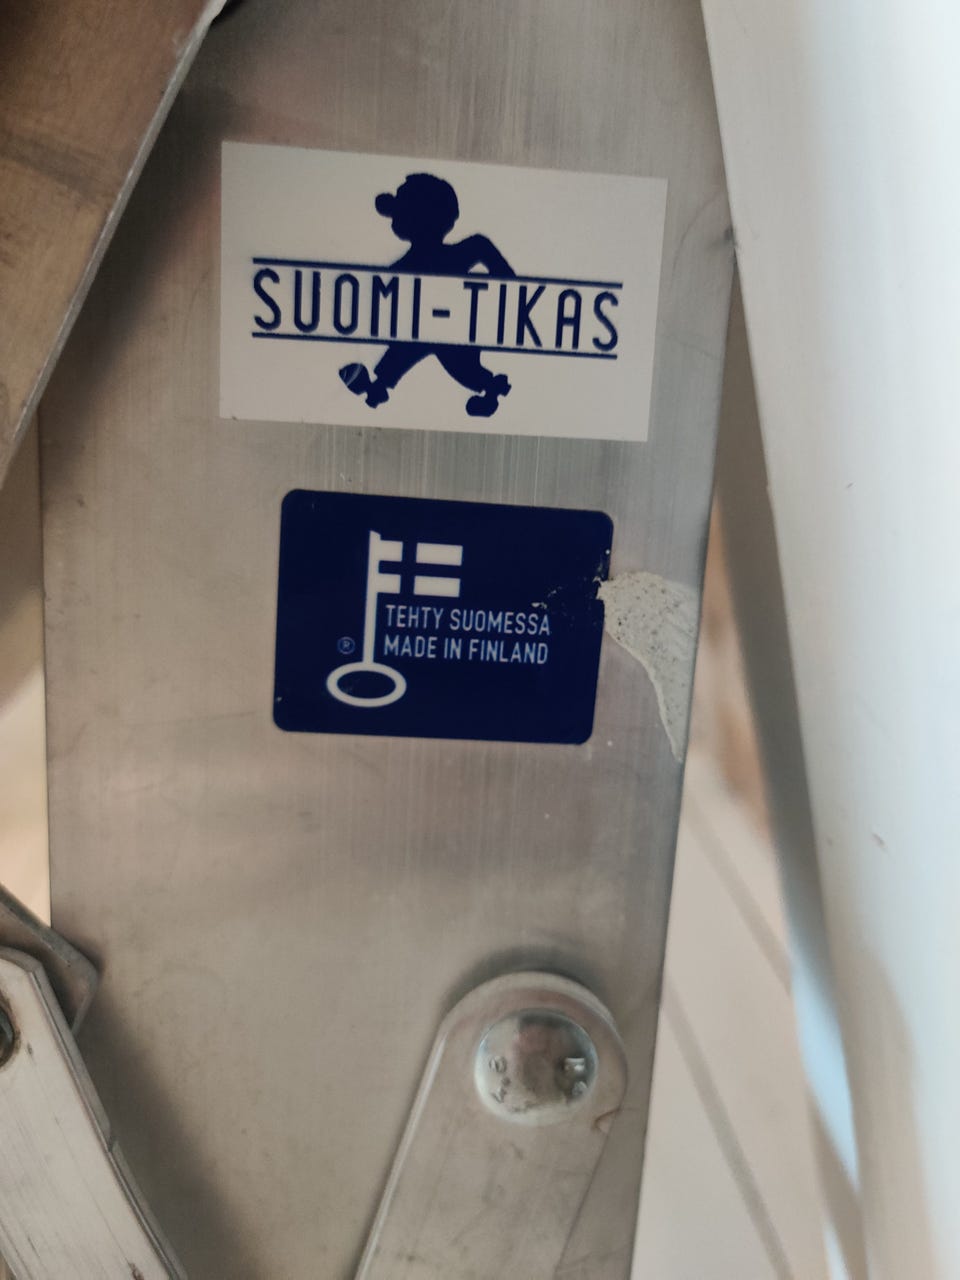 SUOMI-TIKAS
TEHTY SUOMESSA
® MADE IN FINLAND